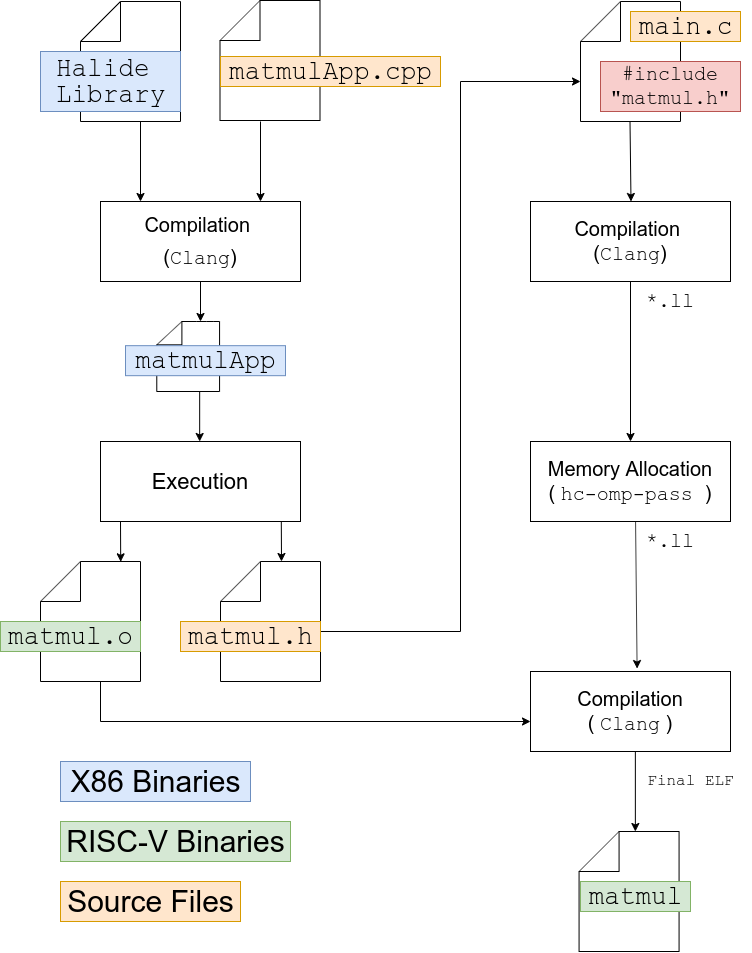 Halide
Library
matmulApp.cpp
main.c
#include
"matmul.h"
Compilation
(Clang)
Compilation
(Clang)
*.ll
matmulApp
Execution
Memory Allocation
( hc-omp-pass )
*.ll
matmul.o
matmul.h
Compilation
( Clang )
Final ELF
X86 Binaries
RISC-V Binaries
Source Files
matmul